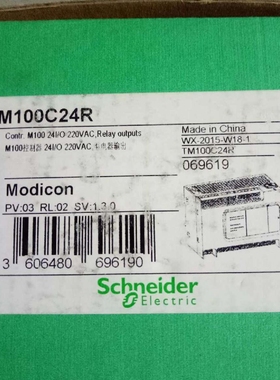 M100C24R
Contr. M100 24I/O 220VAC,Relay outputs
M100控制器 24I/O 220VAC,继电器输出
Made in China
WX-2015-W18-1
TM100C24R
069619
Modicon
PV:03 RL:02 SV:1.3.0
3 606480 696190
Schneider
Electric